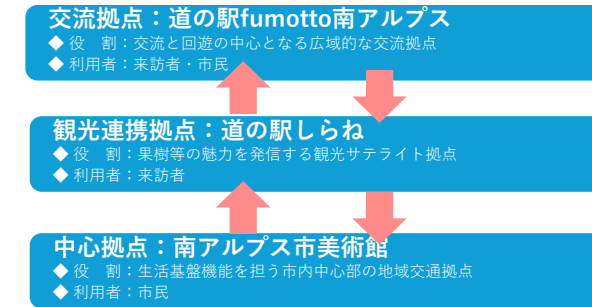 交流拠点：道の駅fumotto南アルプス
◆ 役　割：交流と回遊の中心となる広域的な交流拠点
◆ 利用者：来訪者・市民
観光連携拠点：道の駅しらね
◆ 役　割：果樹等の魅力を発信する観光サテライト拠点
◆ 利用者：来訪者
中心拠点：南アルプス市美術館
◆ 役　割：生活基盤機能を担う市内中心部の地域交通拠点
◆ 利用者：市民